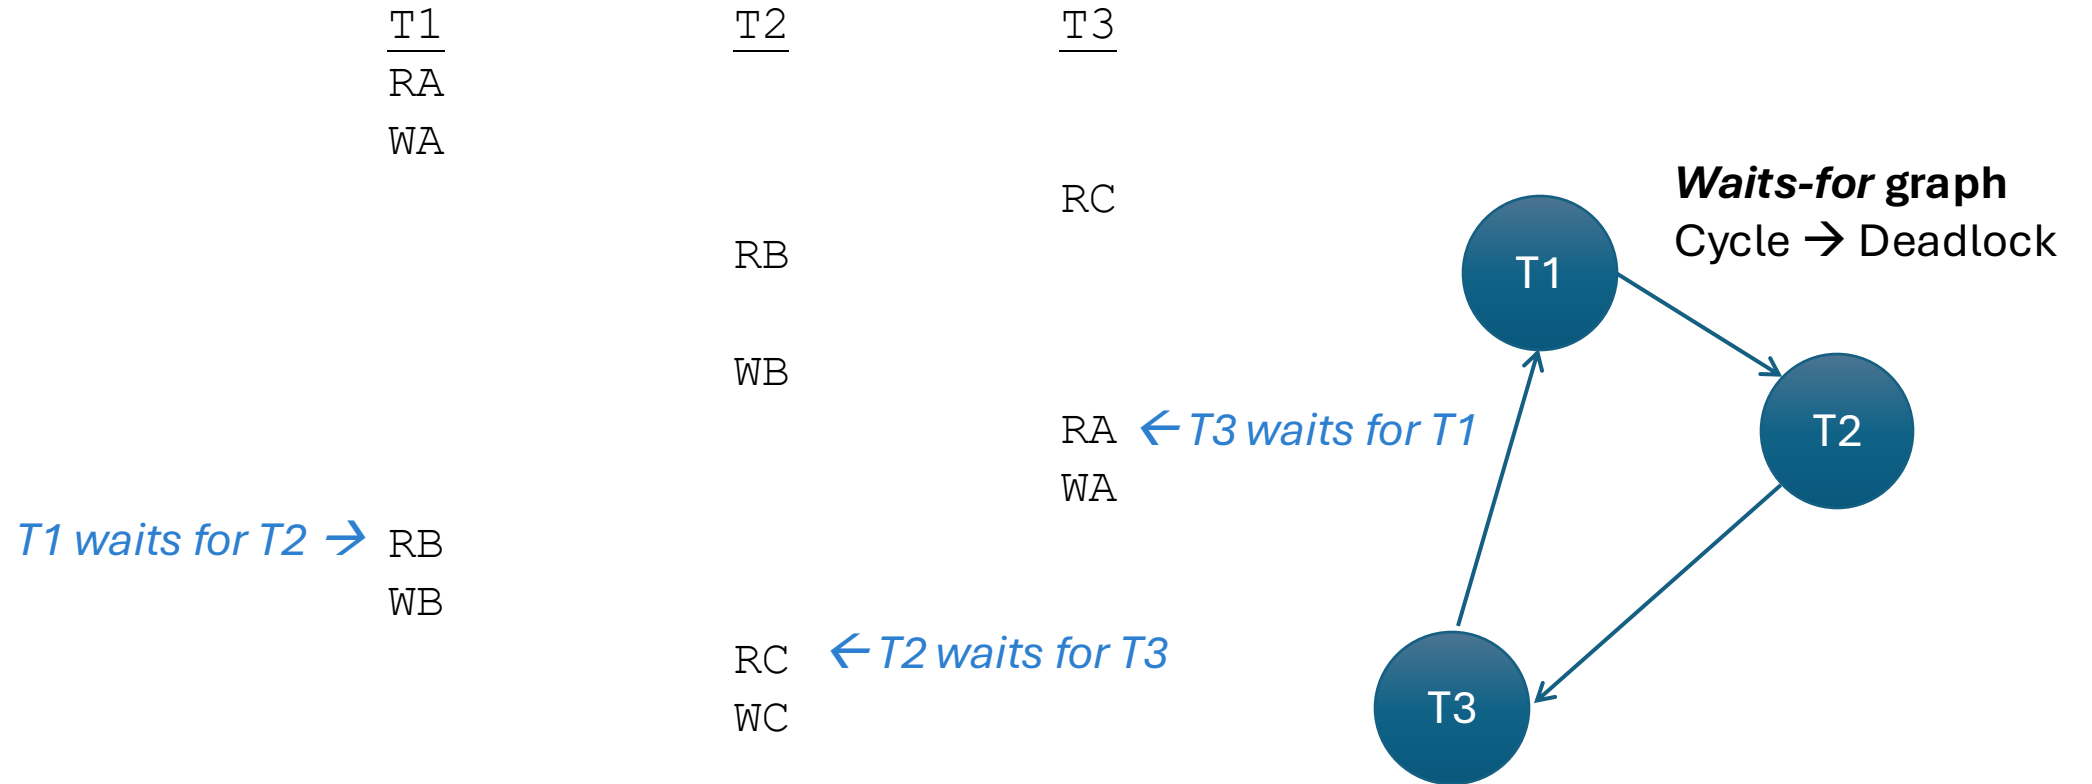 T1 T2 T3
RA
WA
RC
RB
WB
RA ← T3 waits for T1
WA
T1 waits for T2 → RB
WB
RC ← T2 waits for T3
WC
Waits-for graph
Cycle → Deadlock
T1
T2
T3